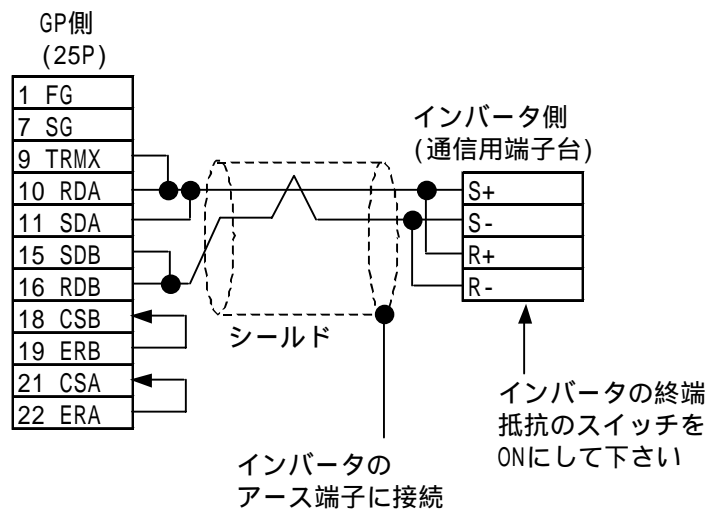 GP側
(25P)
1 FG
7 SG
9 TRMX
10 RDA
11 SDA
15 SDB
16 RDB
18 CSB
19 ERB
21 CSA
22 ERA
シールド
インバータ側
(通信用端子台)
S+
S-
R+
R-
インバータの
アース端子に接続
インバータの終端
抵抗のスイッチを
ONにして下さい